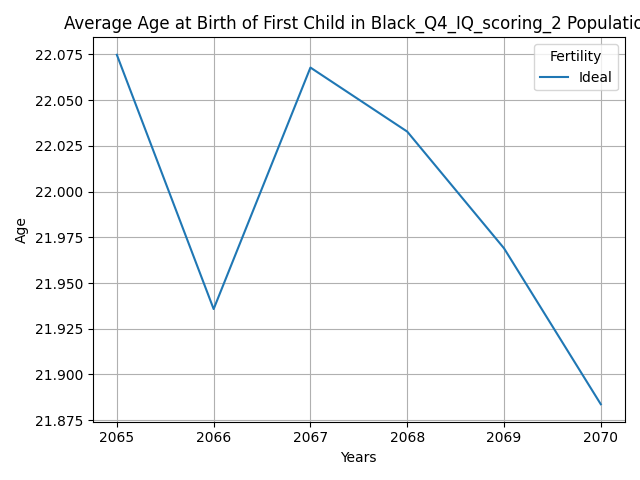 Average Age at Birth of First Child in Black_Q4_IQ_scoring_2 Populatio
Fertility
Ideal
22.075
22.050
22.025
22.000
21.975
21.950
21.925
21.900
21.875
Age
2065 2066 2067 2068 2069 2070
Years